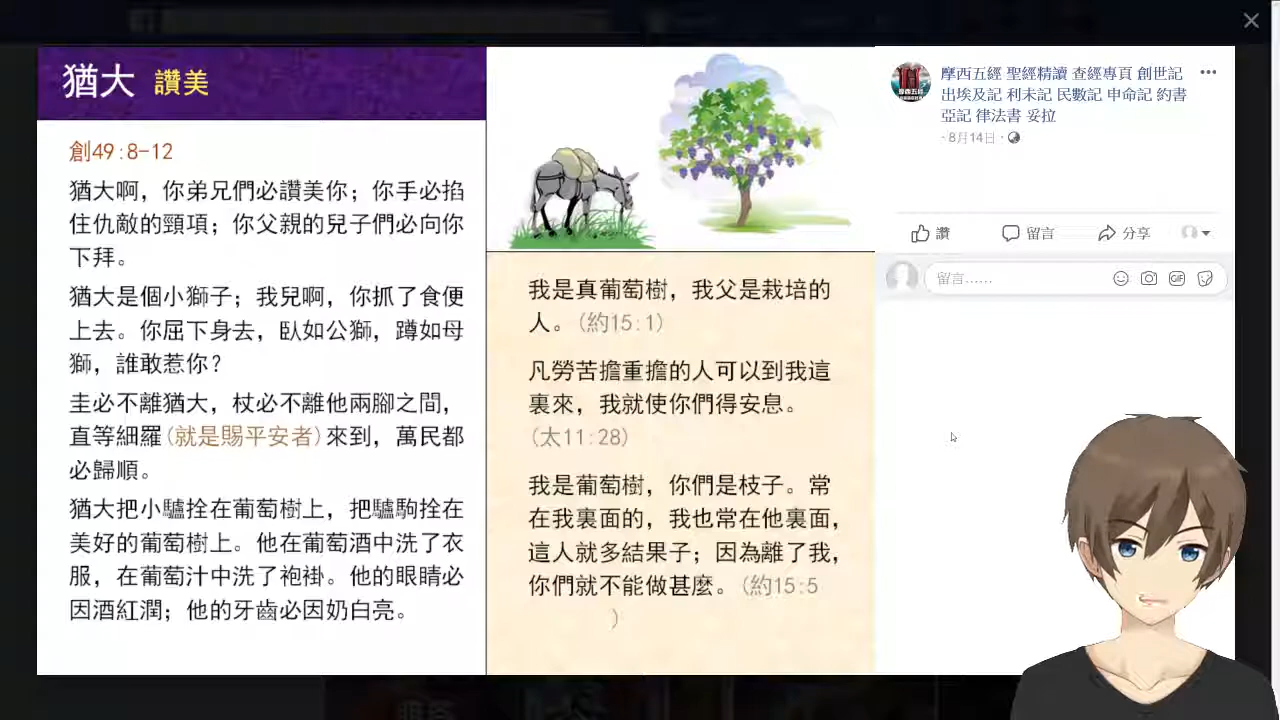 猶大 讚美
創49:8-12
猶大啊，你弟兄們必讚美你；你手必掐
住仇敵的頸項；你父親的兒子們必向你
下拜。
猶大是個小獅子；我兒啊，你抓了食便
上去。你屈下身去，臥如公獅，蹲如母
獅，誰敢惹你？
圭必不離猶大，杖必不離他兩腳之間，
直等細羅(就是賜平安者)來到，萬民都
必歸順。
猶大把小驢拴在葡萄樹上，把驢駒拴在
美好的葡萄樹上。他在葡萄酒中洗了衣
服，在葡萄汁中洗了袍褂。他的眼睛必
因酒紅潤；他的牙齒必因奶白亮。
我是真葡萄樹，我父是栽培的
人。(約15:1)
凡勞苦擔重擔的人可以到我這
裏來，我就使你們得安息。
(太11:28)
我是葡萄樹，你們是枝子。常
在我裏面的，我也常在他裏面，
這人就多結果子；因為離了我，
你們就不能做甚麼。(約15:5
)
摩西五經 聖經精讀 查經專頁 創世記
出埃及記 利未記 民數記 申命記 約書
亞記 律法書 妥拉
8月14日
讚 留言 分享
留言……
GIF